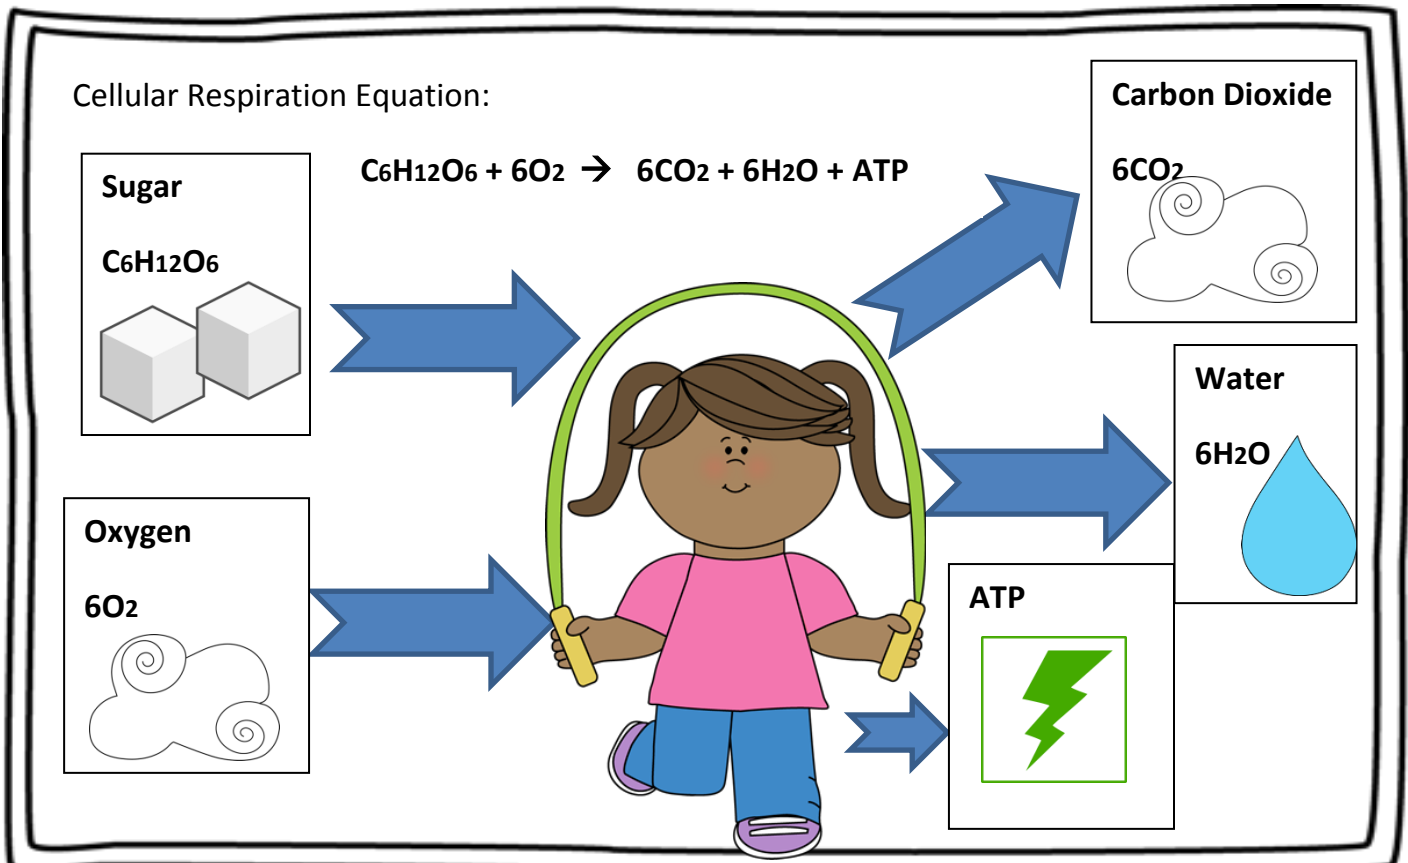 Cellular Respiration Equation:
C6H12O6 + 6O2 → 6CO2 + 6H2O + ATP
Sugar
C6H12O6
Oxygen
6O2
Carbon Dioxide
6CO2
Water
6H2O
ATP